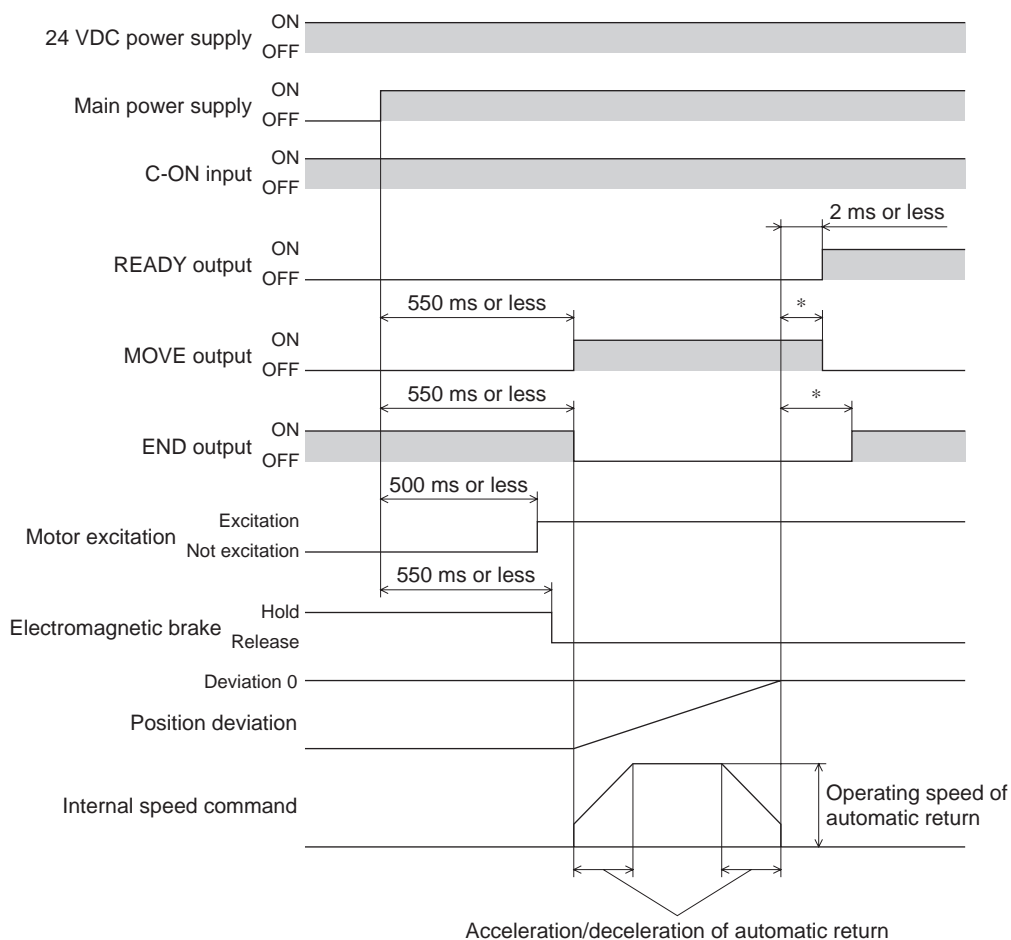 24 VDC power supply
ON
OFF
Main power supply
ON
OFF
C-ON input
ON
OFF
2 ms or less
READY output
ON
OFF
550 ms or less
*
MOVE output
ON
OFF
550 ms or less
*
END output
ON
OFF
500 ms or less
Motor excitation
Excitation
Not excitation
550 ms or less
Electromagnetic brake
Hold
Release
Deviation 0
Position deviation
Internal speed command
Operating speed of
automatic return
Acceleration/deceleration of automatic return